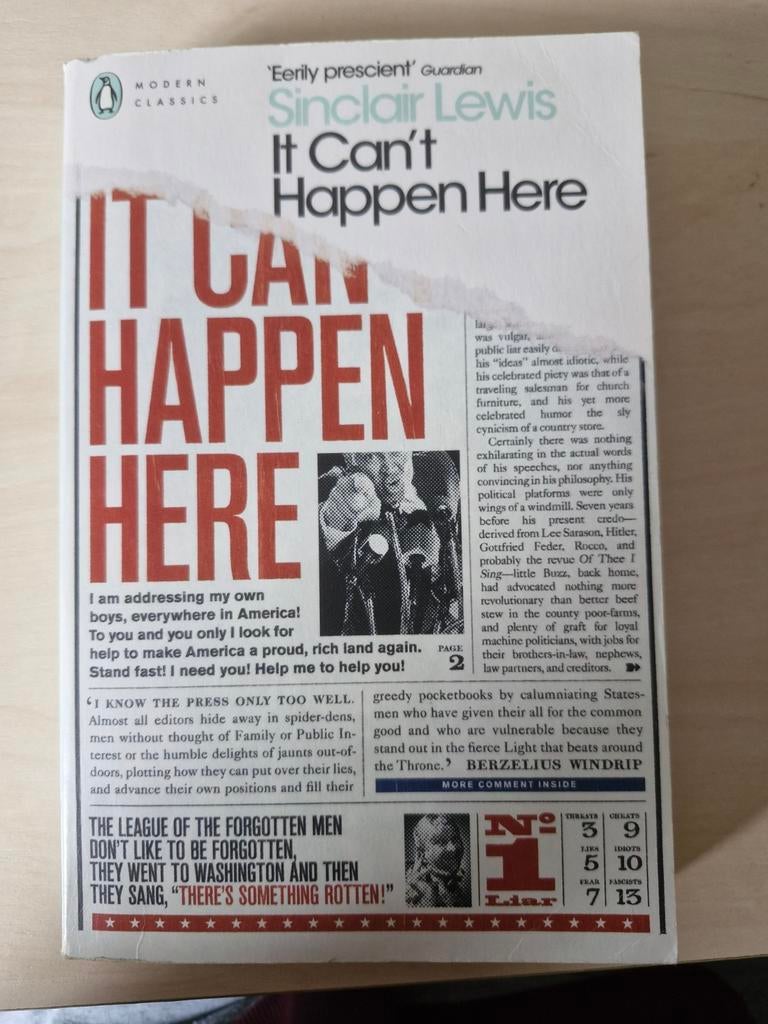 MODERN
CLASSICS
'Eerily prescient' Guardian
Sinclair Lewis
It Can't
Happen Here
IT CAN
HAPPEN
HERE
was vulgar,
public liar easily
his "ideas" almost idiotic, while
his celebrated piety was that of a
traveling salesman for church
furniture, and his yet more
celebrated humor the sly
cynicism of a country store.
Certainly there was nothing
exhilarating in the actual words
of his speeches, nor anything
convincing in his philosophy. His
political platforms were only
wings of a windmill. Seven years
before his present credo—
derived from Lee Sarason, Hitler,
Gottfried Feder, Rocco, and
probably the revue Of Thee I
Sing—little Buzz, back home,
had advocated nothing more
revolutionary than better beef
stew in the county poor-farms,
and plenty of graft for loyal
machine politicians, with jobs for
their brothers-in-law, nephews,
law partners, and creditors.
I am addressing my own
boys, everywhere in America!
To you and you only I look for
help to make America a proud, rich land again.
Stand fast! I need you! Help me to help you!
PAGE
2
'I KNOW THE PRESS ONLY TOO WELL.
Almost all editors hide away in spider-dens,
men without thought of Family or Public In-
terest or the humble delights of jaunts out-of-
doors, plotting how they can put over their lies,
and advance their own positions and fill their
greedy pocketbooks by calumniating States-
men who have given their all for the common
good and who are vulnerable because they
stand out in the fierce Light that beats around
the Throne.' BERZELIUS WINDRIP
MORE COMMENT INSIDE
THE LEAGUE OF THE FORGOTTEN MEN
DON'T LIKE TO BE FORGOTTEN,
THEY WENT TO WASHINGTON AND THEN
THEY SANG, "THERE'S SOMETHING ROTTEN!"
No
1
Liar
THREATS CHEATS
3 9
LIES IDIOTS
5 10
FEAR FASCISTS
7 13